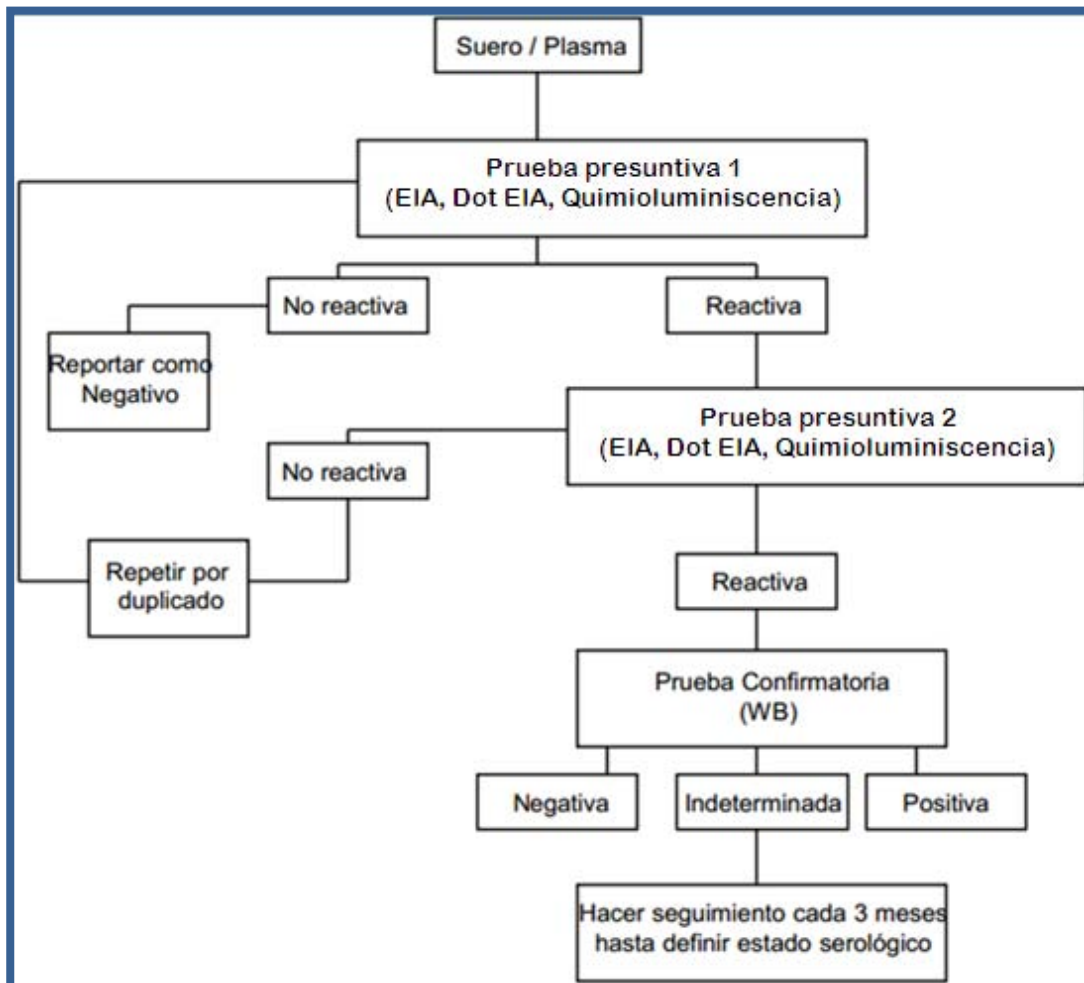 Suero / Plasma
Prueba presuntiva 1
(EIA, Dot EIA, Quimioluminiscencia)
No reactiva
Reactiva
Reportar como
Negativo
Prueba presuntiva 2
(EIA, Dot EIA, Quimioluminiscencia)
No reactiva
Repetir por
duplicado
Reactiva
Prueba Confirmatoria
(WB)
Negativa
Indeterminada
Positiva
Hacer seguimiento cada 3 meses
hasta definir estado serológico